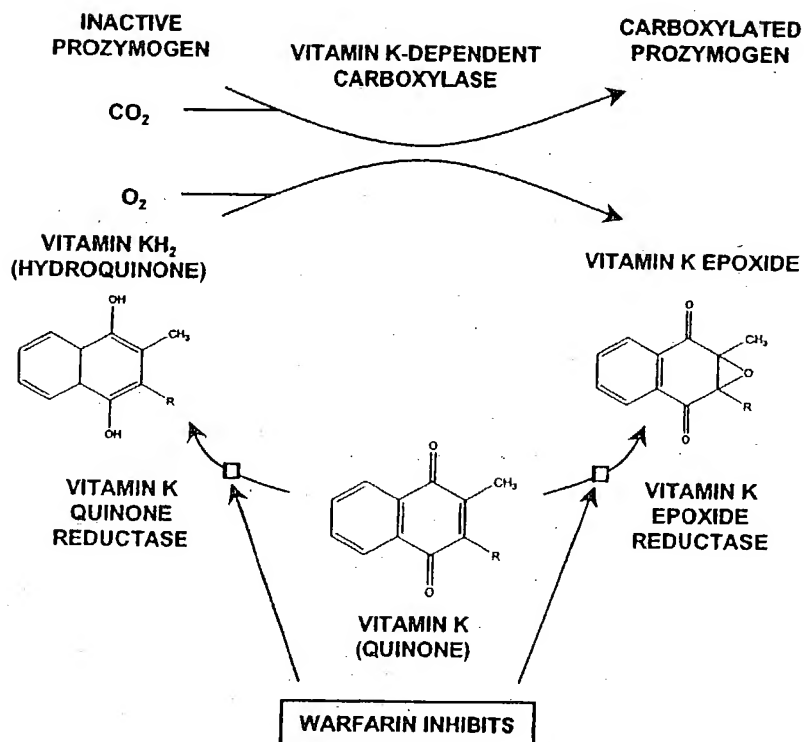 INACTIVE
PROZYMOGEN
VITAMIN K-DEPENDENT
CARBOXYLASE
CARBOXYLATED
PROZYMOGEN
CO₂
O₂
VITAMIN KH₂
(HYDROQUINONE)
VITAMIN K EPOXIDE
OH
CH₃
R
OH
O
CH₃
O
R
O
VITAMIN K
QUINONE
REDUCTASE
O
CH₃
R
O
VITAMIN K
EPOXIDE
REDUCTASE
VITAMIN K
(QUINONE)
WARFARIN INHIBITS